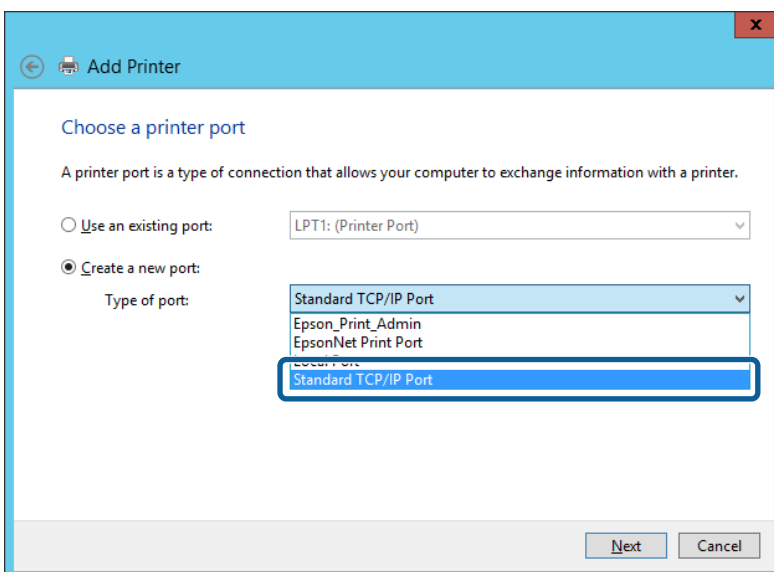 x
Add Printer
Choose a printer port
A printer port is a type of connection that allows your computer to exchange information with a printer.
Use an existing port: LPT1: (Printer Port)
Create a new port:
Type of port: Standard TCP/IP Port
Epson_Print_Admin
EpsonNet Print Port
Local Port
Standard TCP/IP Port
Next Cancel